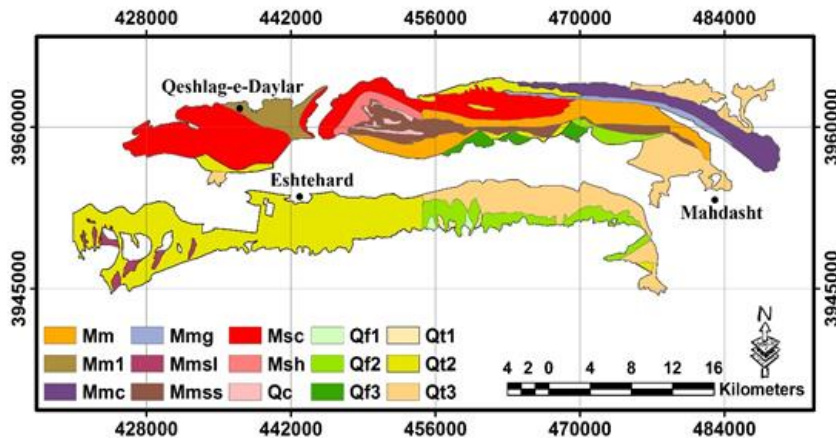 428000 442000 456000 470000 484000
Qeshlag-e-Daylar
3960000 3960000
Eshtehard
Mahdasht
3945000 3945000
Mm Mmg Msc Qf1 Qt1
Mm1 Mmsl Msh Qf2 Qt2
Mmc Mmss Qc Qf3 Qt3
N
4 2 0 4 8 12 16
Kilometers
428000 442000 456000 470000 484000